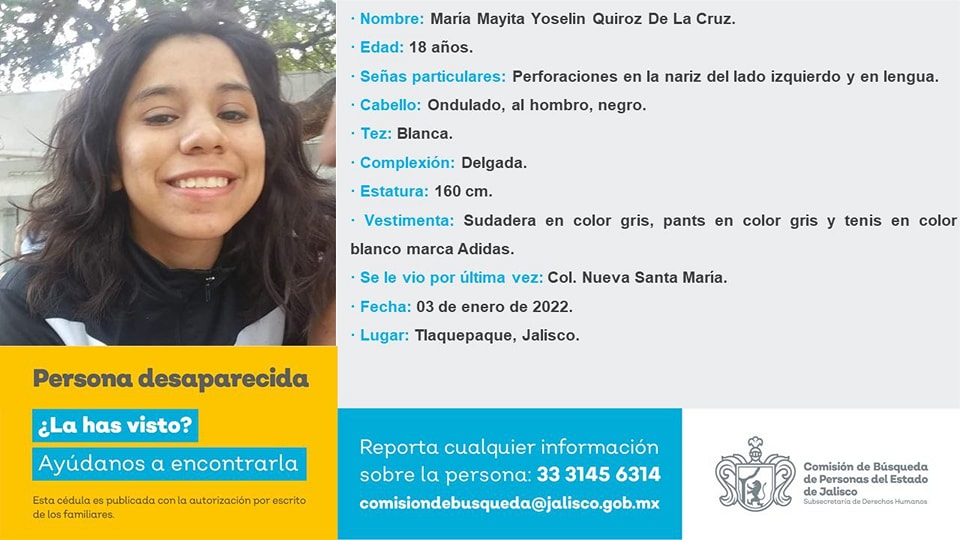 · Nombre: María Mayita Yoselin Quiroz De La Cruz.
· Edad: 18 años.
· Señas particulares: Perforaciones en la nariz del lado izquierdo y en lengua.
· Cabello: Ondulado, al hombro, negro.
· Tez: Blanca.
· Complexión: Delgada.
· Estatura: 160 cm.
· Vestimenta: Sudadera en color gris, pants en color gris y tenis en color
blanco marca Adidas.
· Se le vio por última vez: Col. Nueva Santa María.
· Fecha: 03 de enero de 2022.
· Lugar: Tlaquepaque, Jalisco.
Persona desaparecida
¿La has visto?
Ayúdanos a encontrarla
Esta cédula es publicada con la autorización por escrito
de los familiares.
Reporta cualquier información
sobre la persona: 33 3145 6314
comisiondebusqueda@jalisco.gob.mx
Comisión de Búsqueda
de Personas del Estado
de Jalisco
Subsecretaría de Derechos Humanos